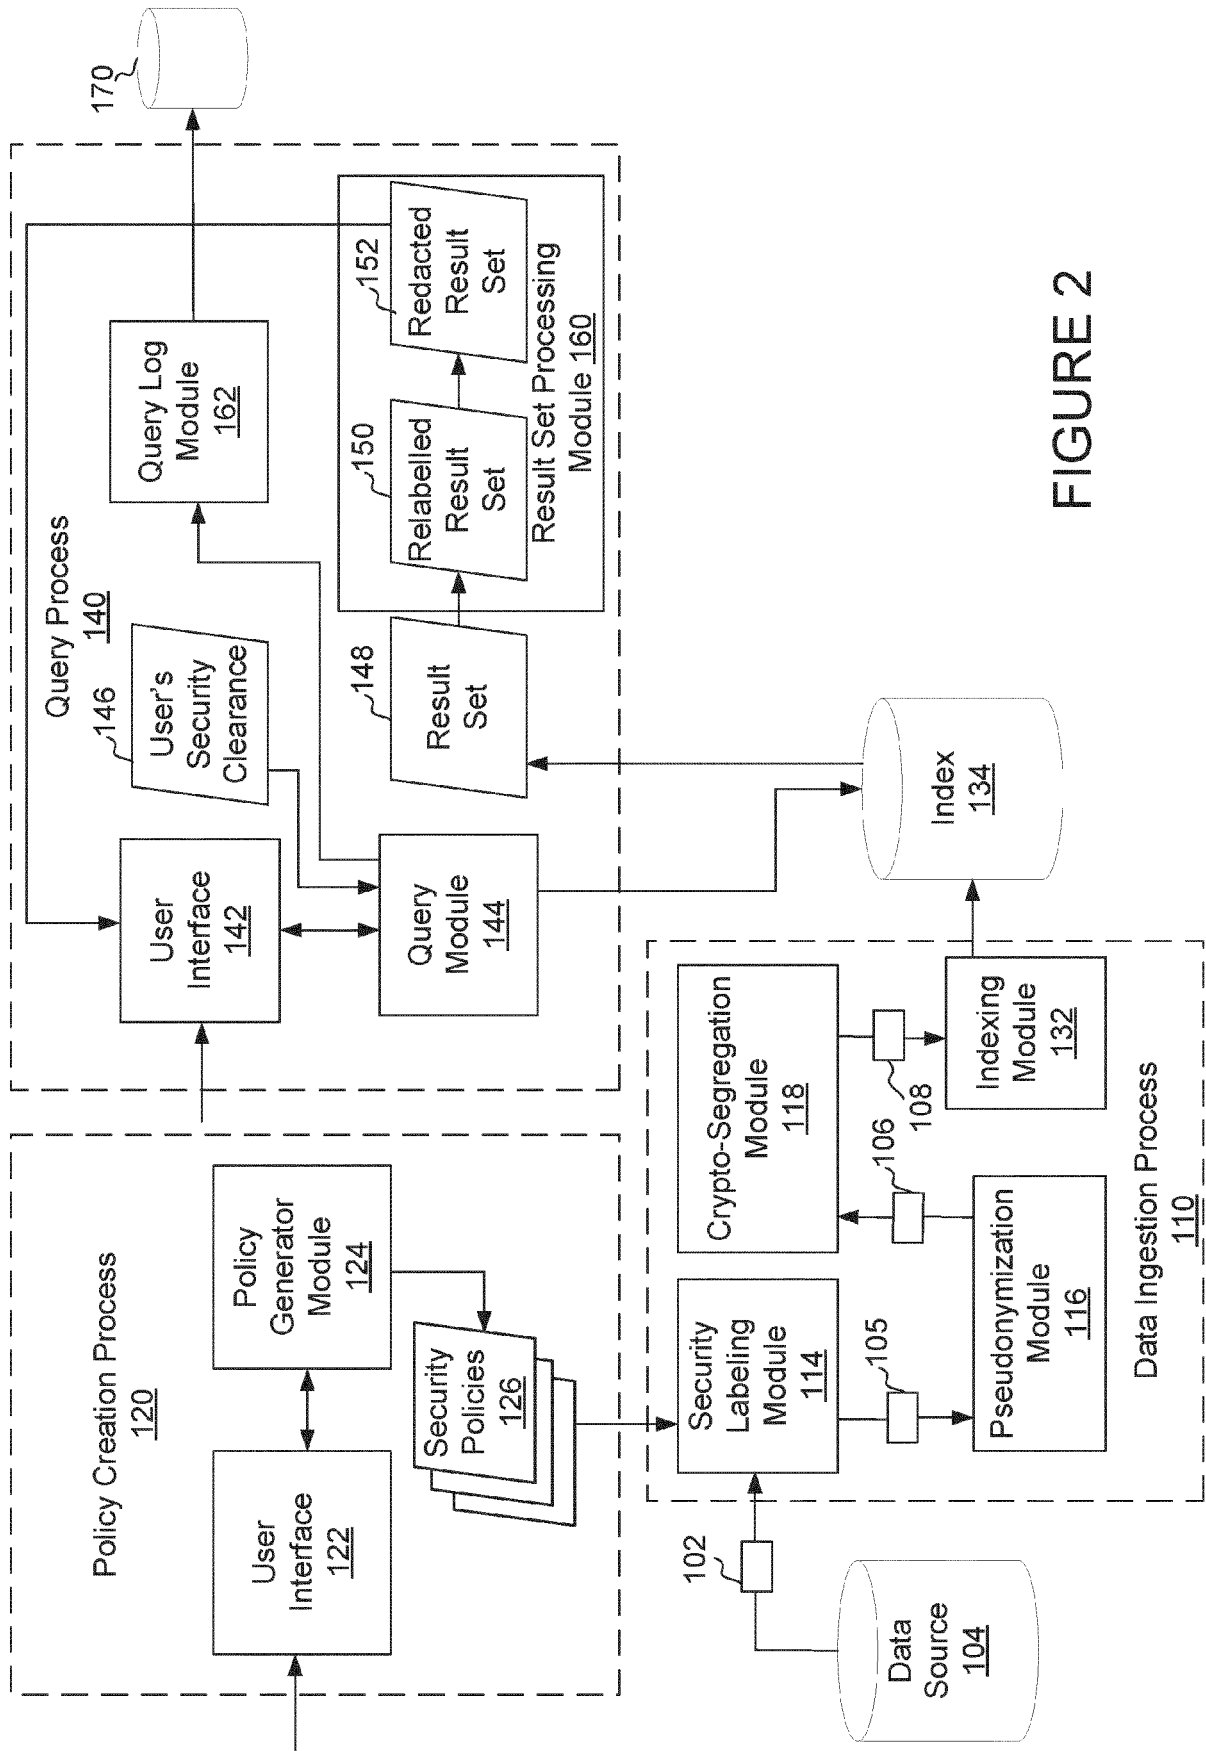 Policy Creation Process
120
User
Interface
122
Policy
Generator
Module
124
Security
Policies
126
Query Process
140
User
Interface
142
146
User's
Security
Clearance
Query Log
Module
162
170
Query
Module
144
148
Result
Set
150
Relabelled
Result
Set
152
Redacted
Result
Set
Result Set Processing
Module 160
102
Data
Source
104
Security
Labeling
Module
114
105
Pseudonymization
Module
116
106
Crypto-Segregation
Module
118
108
Indexing
Module
132
Data Ingestion Process
110
Index
134
FIGURE 2